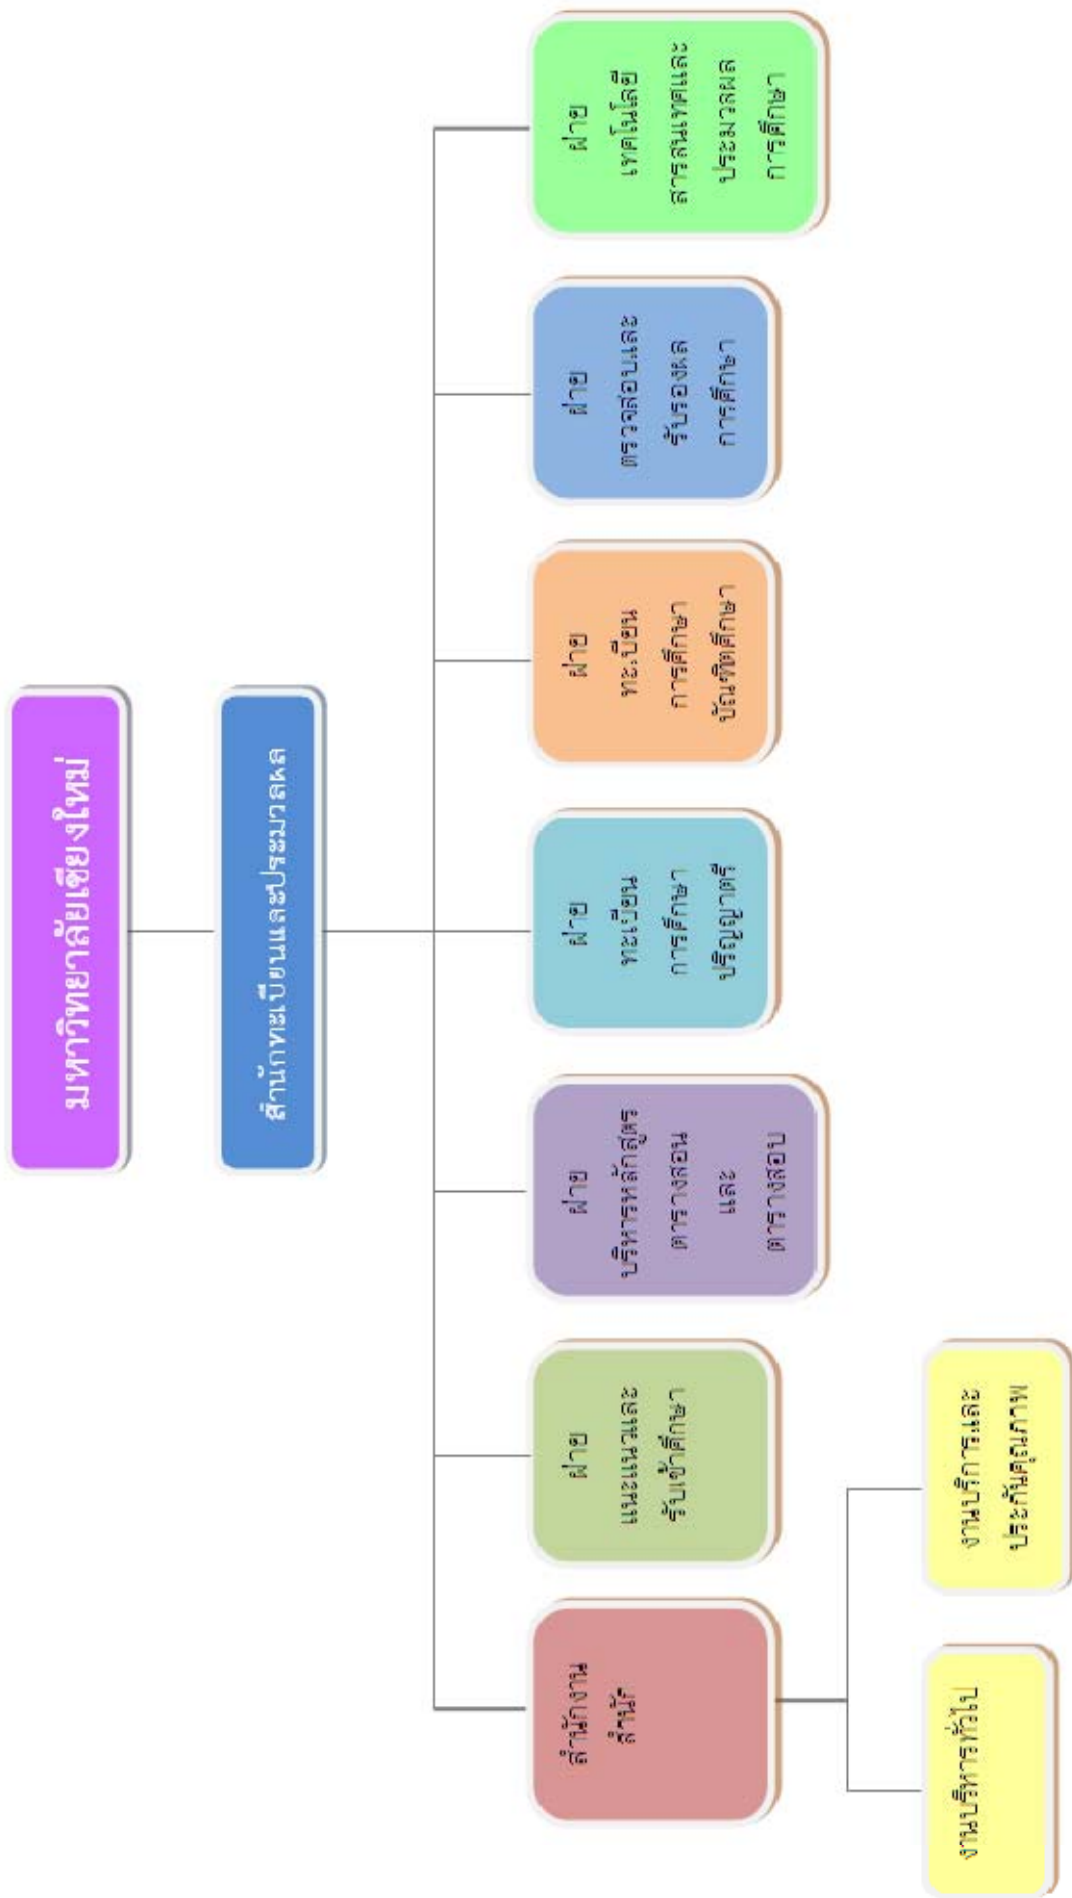 มหาวิทยาลัยเชียงใหม่
สำนักทะเบียนและประมวลผล
สำนักงาน
สำนัก
ฝ่าย
แนะแนวและ
รับเข้าศึกษา
ฝ่าย
บริหารหลักสูตร
ตารางสอน
และ
ตารางสอบ
ฝ่าย
ทะเบียน
การศึกษา
ปริญญาตรี
ฝ่าย
ทะเบียน
การศึกษา
บัณฑิตศึกษา
ฝ่าย
ตรวจสอบและ
รับรองผล
การศึกษา
ฝ่าย
เทคโนโลยี
สารสนเทศและ
ประมวลผล
การศึกษา
งานบริหารทั่วไป
งานบริการและ
ประกันคุณภาพ